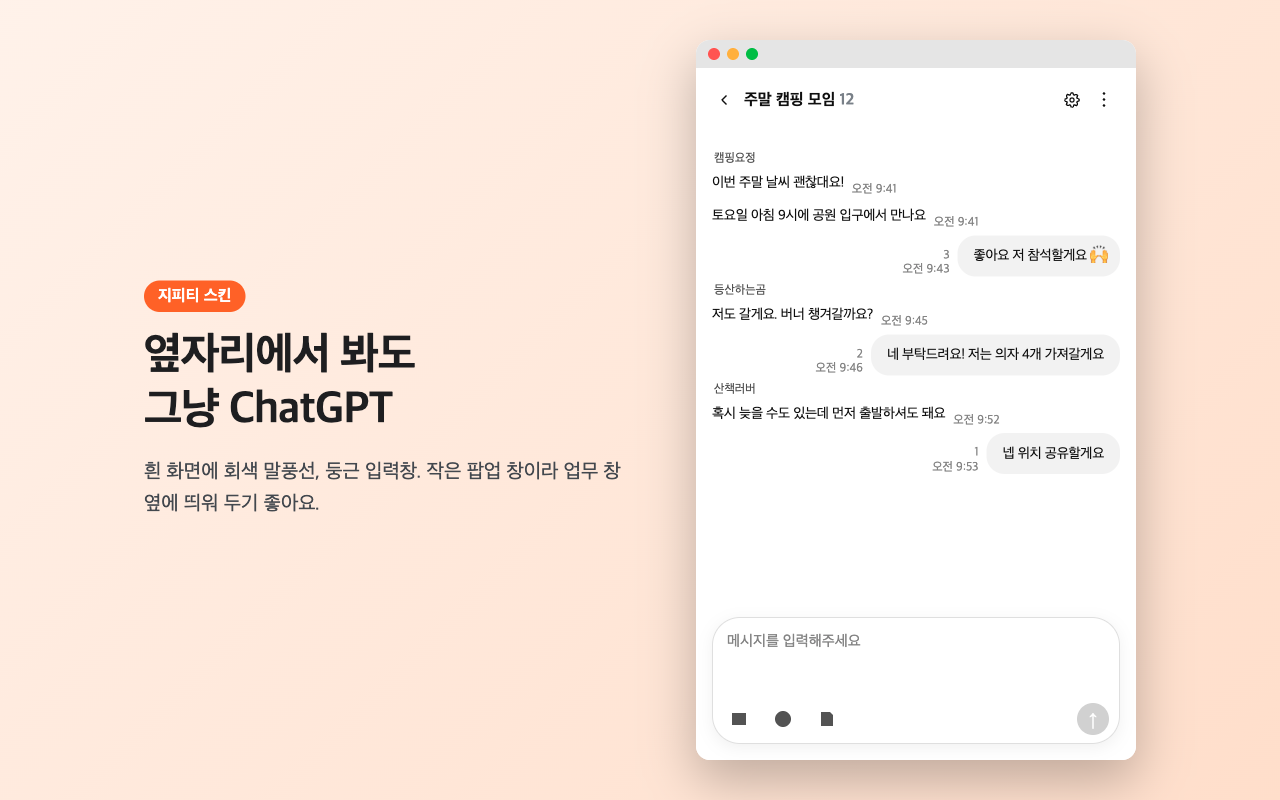 지피티 스킨
옆자리에서 봐도
그냥 ChatGPT
흰 화면에 회색 말풍선, 둥근 입력창. 작은 팝업 창이라 업무 창
옆에 띄워 두기 좋아요.
주말 캠핑 모임 12
캠핑요정
이번 주말 날씨 괜찮대요! 오전 9:41
토요일 아침 9시에 공원 입구에서 만나요 오전 9:41
3
오전 9:43 좋아요 저 참석할게요 🙌
등산하는곰
저도 갈게요. 버너 챙겨갈까요? 오전 9:45
2
오전 9:46 네 부탁드려요! 저는 의자 4개 가져갈게요
산책러버
혹시 늦을 수도 있는데 먼저 출발하셔도 돼요 오전 9:52
1
오전 9:53 넵 위치 공유할게요
메시지를 입력해주세요